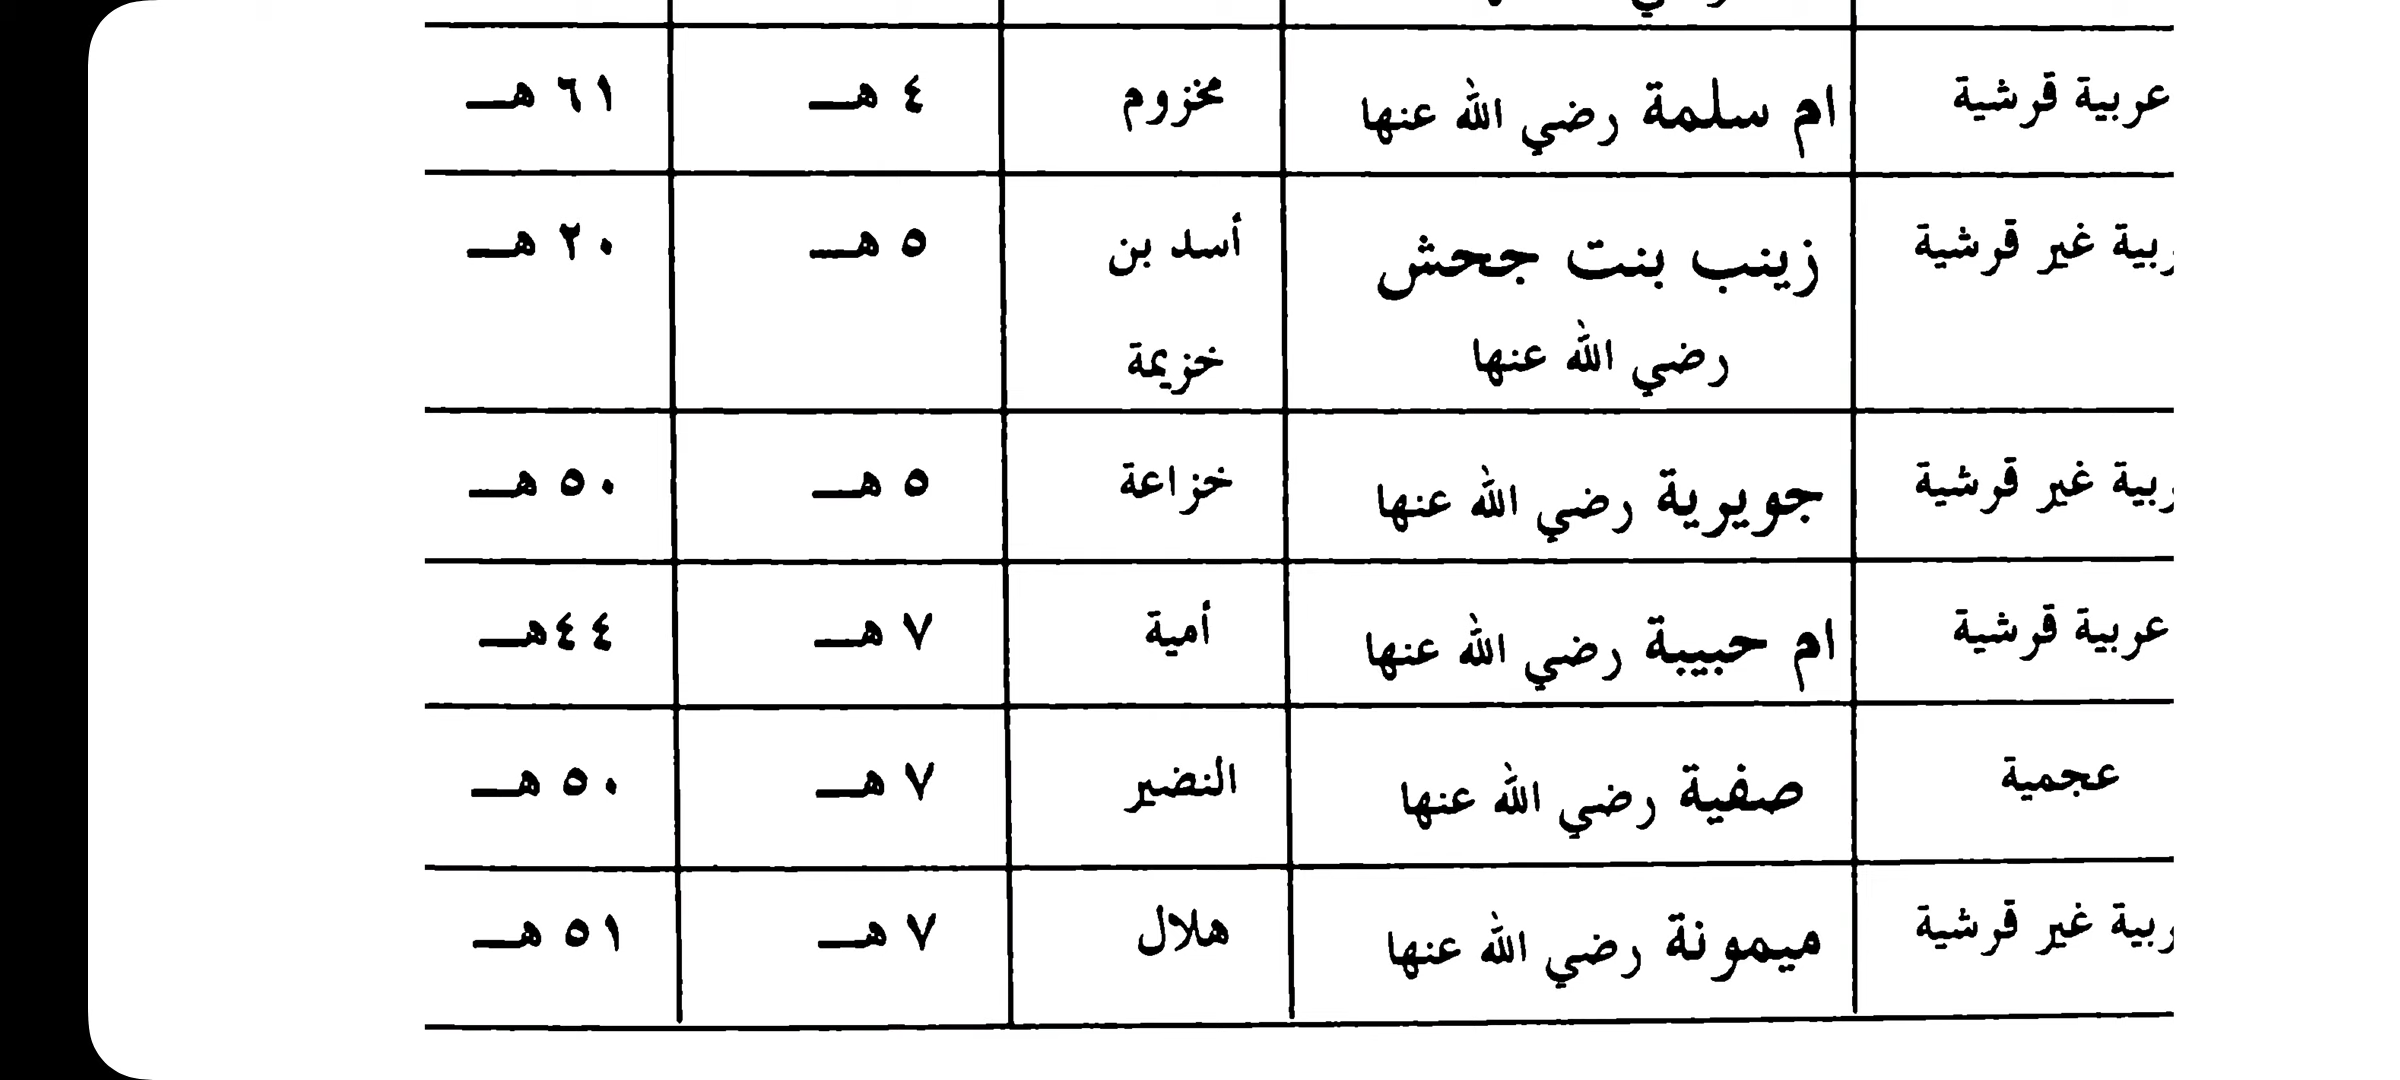 عربية قرشية ام سلمة رضي الله عنها مخزوم ٤ هـ ٦١ هـ
غير قرشية زينب بنت جحش أسد بن ٥ هـ ٢٠ هـ
رضي الله عنها خزيمة
غير قرشية جويرية رضي الله عنها خزاعة ٥ هـ ٥٠ هـ
عربية قرشية ام حبيبة رضي الله عنها أمية ٧ هـ ٤٤هـ
عجمية صفية رضي الله عنها النضير ٧ هـ ٥٠ هـ
غير قرشية ميمونة رضي الله عنها هلال ٧ هـ ٥١ هـ